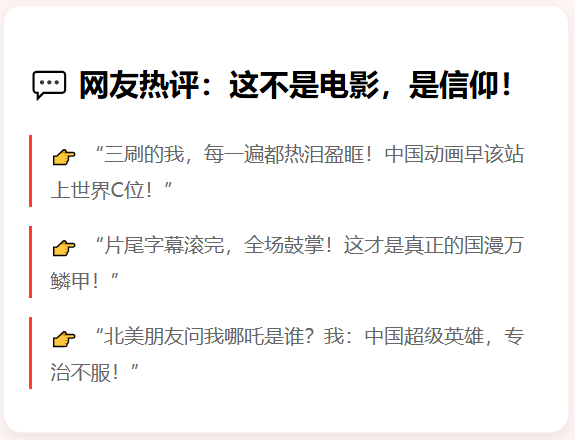 💬 网友热评：这不是电影，是信仰！
👉 “三刷的我，每一遍都热泪盈眶！中国动画早该站
上世界C位！”
👉 “片尾字幕滚完，全场鼓掌！这才是真正的国漫万
鳞甲！”
👉 “北美朋友问我哪吒是谁？我：中国超级英雄，专
治不服！”